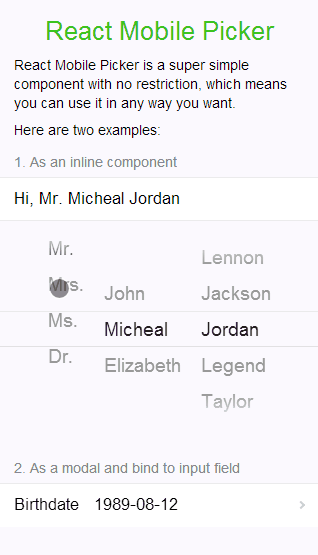 React Mobile Picker
React Mobile Picker is a super simple
component with no restriction, which means
you can use it in any way you want.
Here are two examples:
1. As an inline component
Hi, Mr. Micheal Jordan
Mr.
Lennon
Mrs.
John
Jackson
Ms.
Micheal
Jordan
Dr.
Elizabeth
Legend
Taylor
2. As a modal and bind to input field
Birthdate 1989-08-12